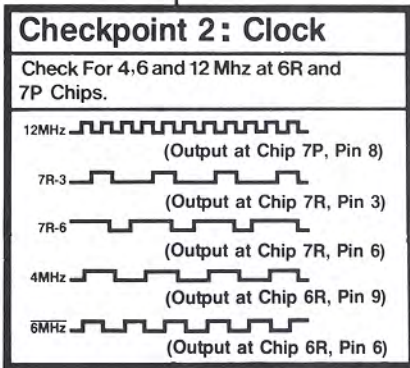 Checkpoint 2: Clock
Check For 4,6 and 12 Mhz at 6R and
7P Chips.
12MHz
(Output at Chip 7P, Pin 8)
7R-3
(Output at Chip 7R, Pin 3)
7R-6
(Output at Chip 7R, Pin 6)
4MHz
(Output at Chip 6R, Pin 9)
6MHz
(Output at Chip 6R, Pin 6)